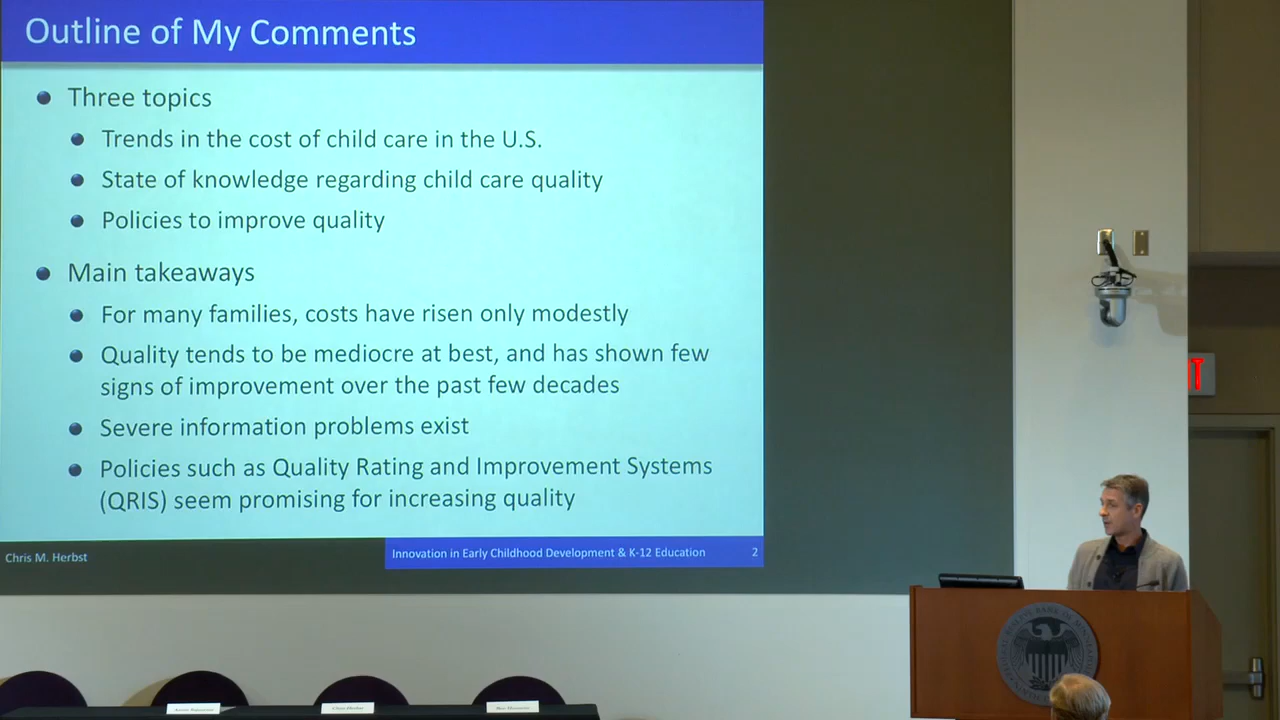 Outline of My Comments
Three topics
Trends in the cost of child care in the U.S.
State of knowledge regarding child care quality
Policies to improve quality
Main takeaways
For many families, costs have risen only modestly
Quality tends to be mediocre at best, and has shown few
signs of improvement over the past few decades
Severe information problems exist
Policies such as Quality Rating and Improvement Systems
(QRIS) seem promising for increasing quality
Chris M. Herbst
Innovation in Early Childhood Development & K-12 Education 2
IT